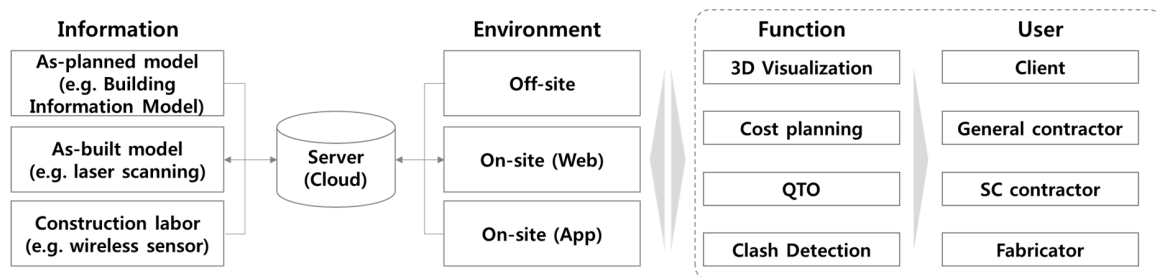 Information
As-planned model
(e.g. Building
Information Model)
As-built model
(e.g. laser scanning)
Construction labor
(e.g. wireless sensor)
Server
(Cloud)
Environment
Off-site
On-site (Web)
On-site (App)
Function
3D Visualization
Cost planning
QTO
Clash Detection
User
Client
General contractor
SC contractor
Fabricator